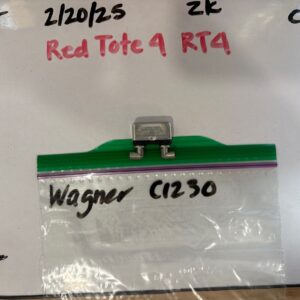 2/20/25 ZK
Red Tote 4 RT4
Wagner C1230